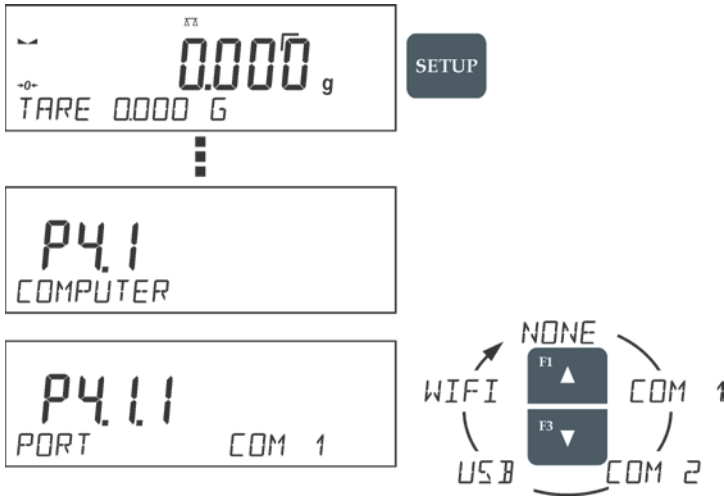 0.000 g
→0←
TARE 0.000 G
SETUP
P4.1
COMPUTER
P4.1.1
PORT COM 1
NONE
F1
WIFI COM 1
F3
USB COM 2